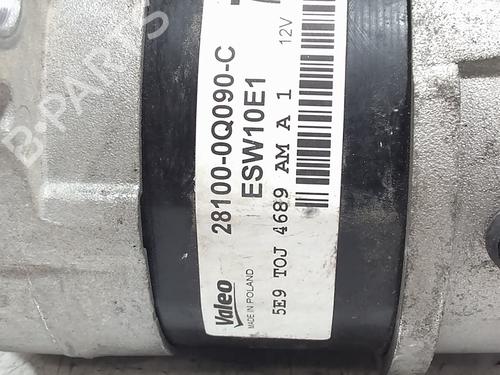 28100-0Q090-C
ESW10E1
12V
5E9 TOJ 4689 AM A 1
Valeo
MADE IN POLAND
B-PARTS